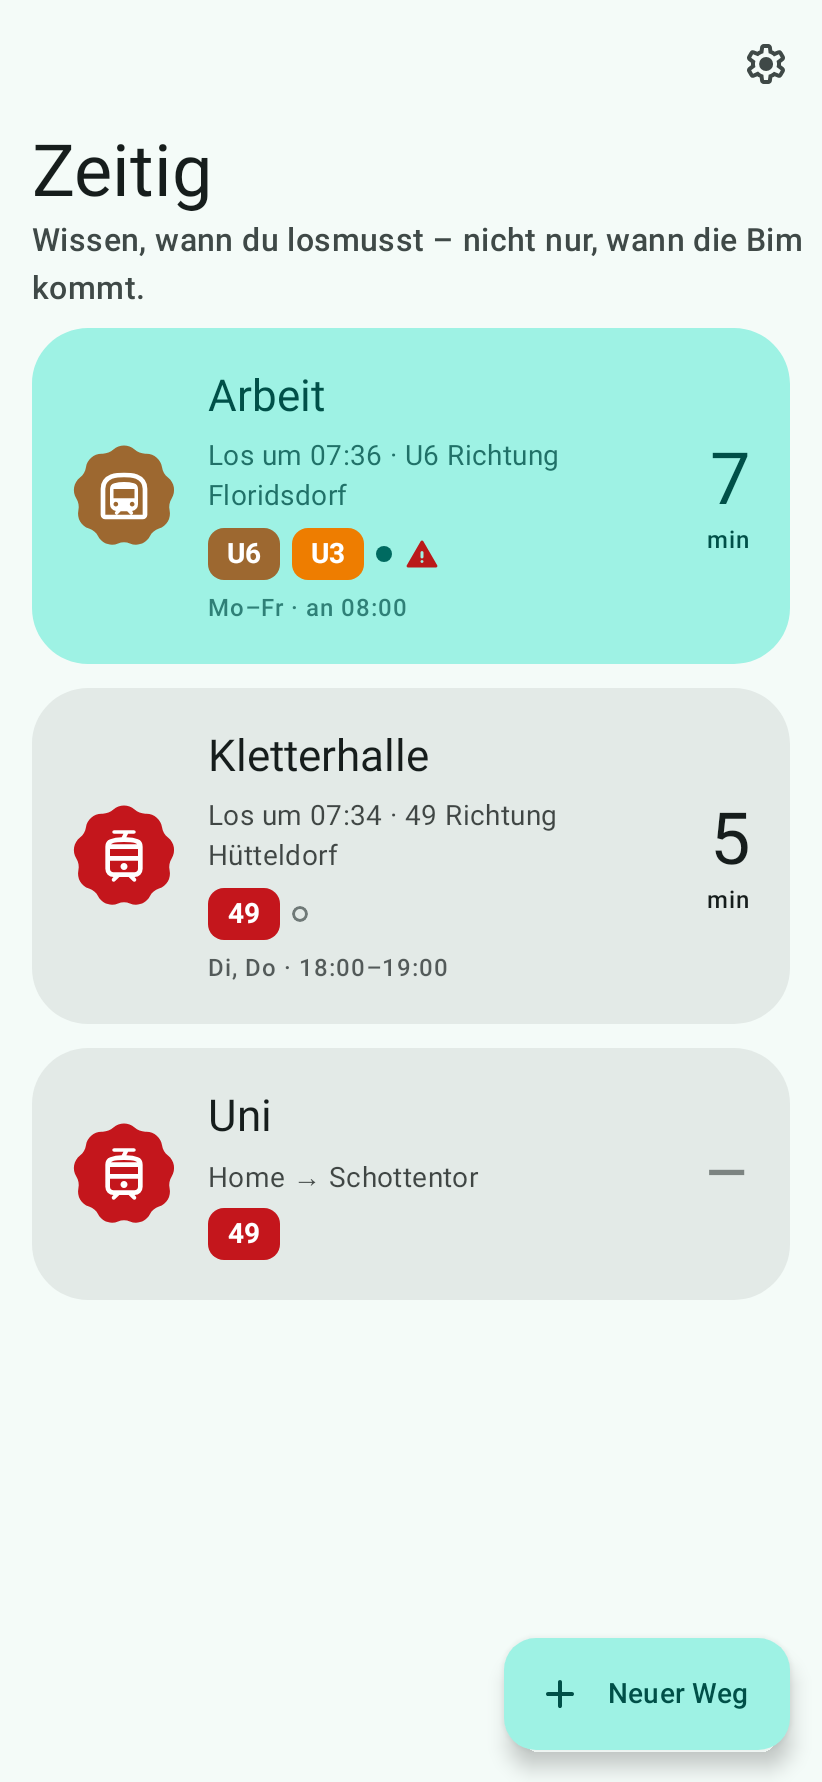 Zeitig
Wissen, wann du losmusst – nicht nur, wann die Bim
kommt.
Arbeit
Los um 07:36 · U6 Richtung
Floridsdorf
7
min
U6 U3
Mo–Fr · an 08:00
Kletterhalle
Los um 07:34 · 49 Richtung
Hütteldorf
5
min
49
Di, Do · 18:00–19:00
Uni
Home → Schottentor
–
49
Neuer Weg